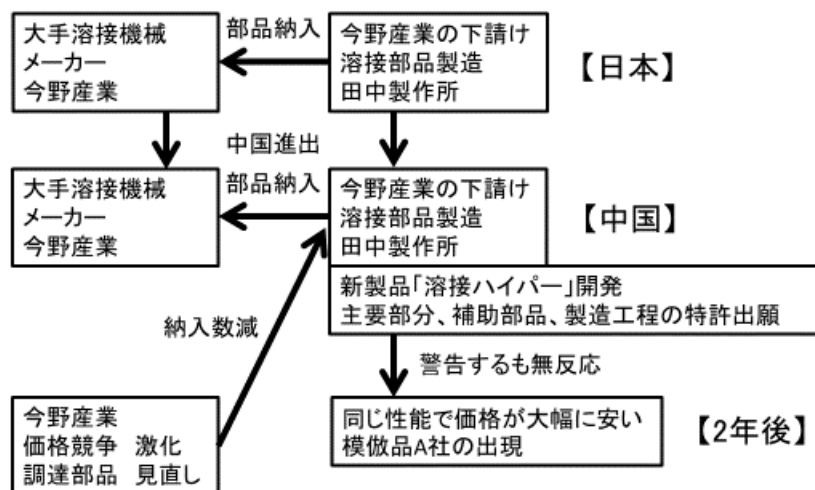 大手溶接機械
メーカー
今野産業
部品納入
今野産業の下請け
溶接部品製造
田中製作所
【日本】
中国進出
大手溶接機械
メーカー
今野産業
部品納入
今野産業の下請け
溶接部品製造
田中製作所
【中国】
新製品「溶接ハイパー」開発
主要部分、補助部品、製造工程の特許出願
納入数減
警告するも無反応
今野産業
価格競争 激化
調達部品 見直し
同じ性能で価格が大幅に安い
模倣品A社の出現
【2年後】